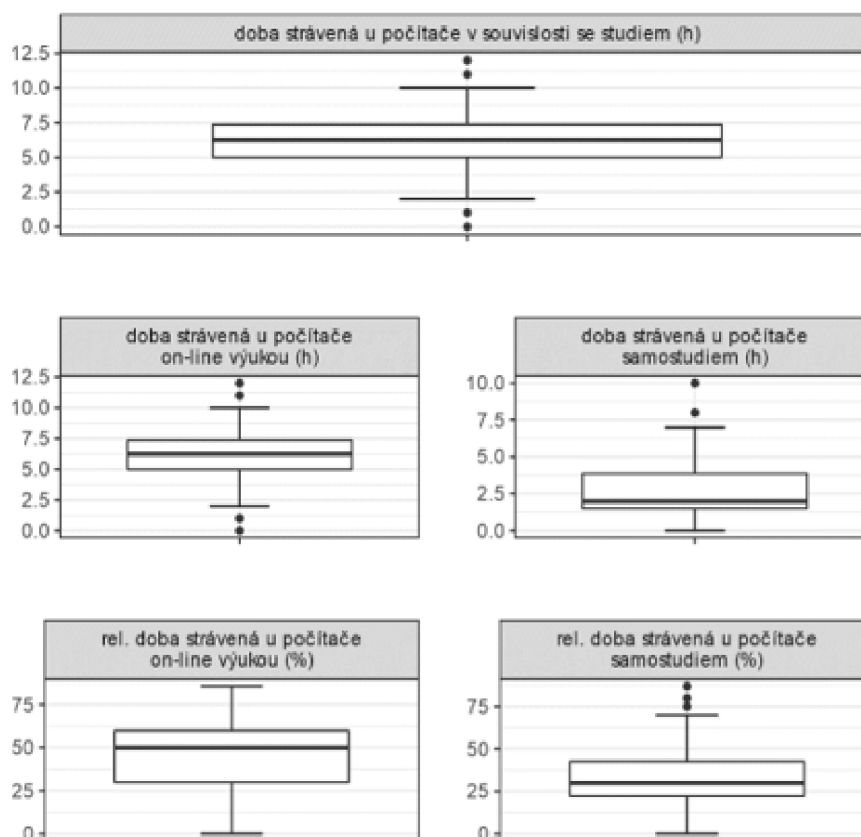 doba strávená u počítače v souvislosti se studiem (h)
12.5
10.0
7.5
5.0
2.5
0.0
doba strávená u počítače
on-line výukou (h)
12.5
10.0
7.5
5.0
2.5
0.0
doba strávená u počítače
samostudiem (h)
10.0
7.5
5.0
2.5
0.0
rel. doba strávená u počítače
on-line výukou (%)
75
50
25
0
rel. doba strávená u počítače
samostudiem (%)
75
50
25
0